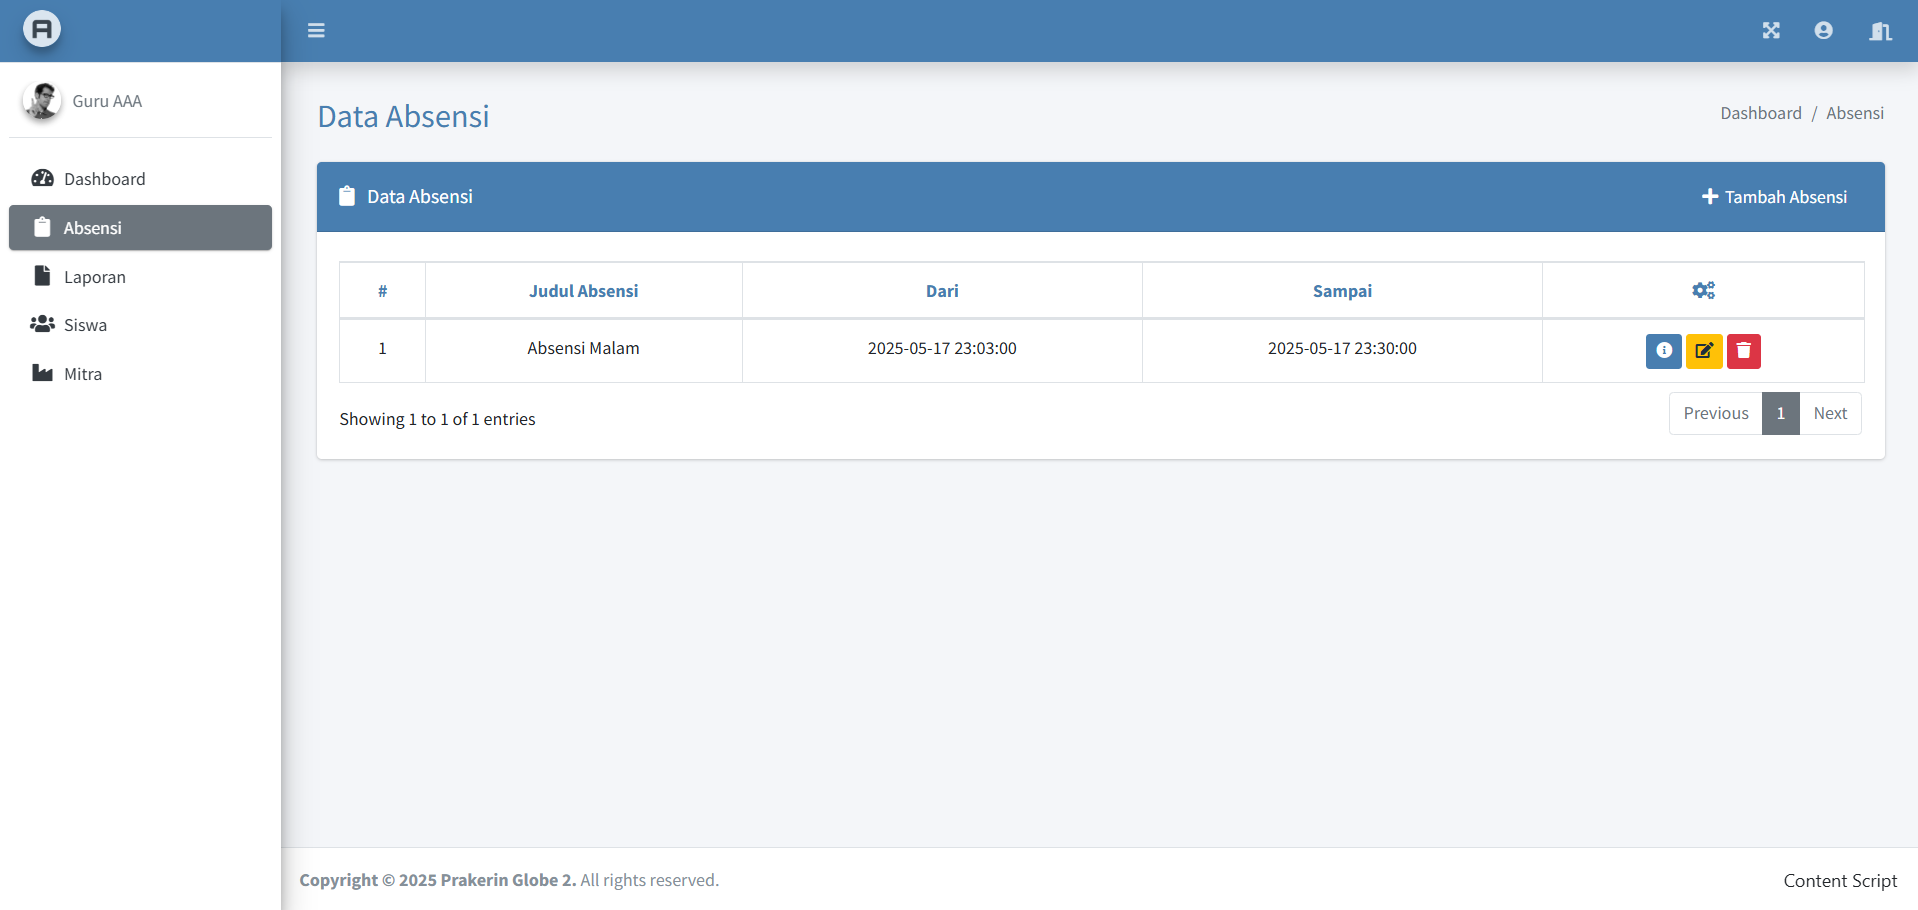 A
Guru AAA
Dashboard
Absensi
Laporan
Siswa
Mitra
Data Absensi
Dashboard / Absensi
Data Absensi
Tambah Absensi
# Judul Absensi Dari Sampai
1 Absensi Malam 2025-05-17 23:03:00 2025-05-17 23:30:00
Showing 1 to 1 of 1 entries
Previous 1 Next
Copyright © 2025 Prakerin Globe 2. All rights reserved.
Content Script